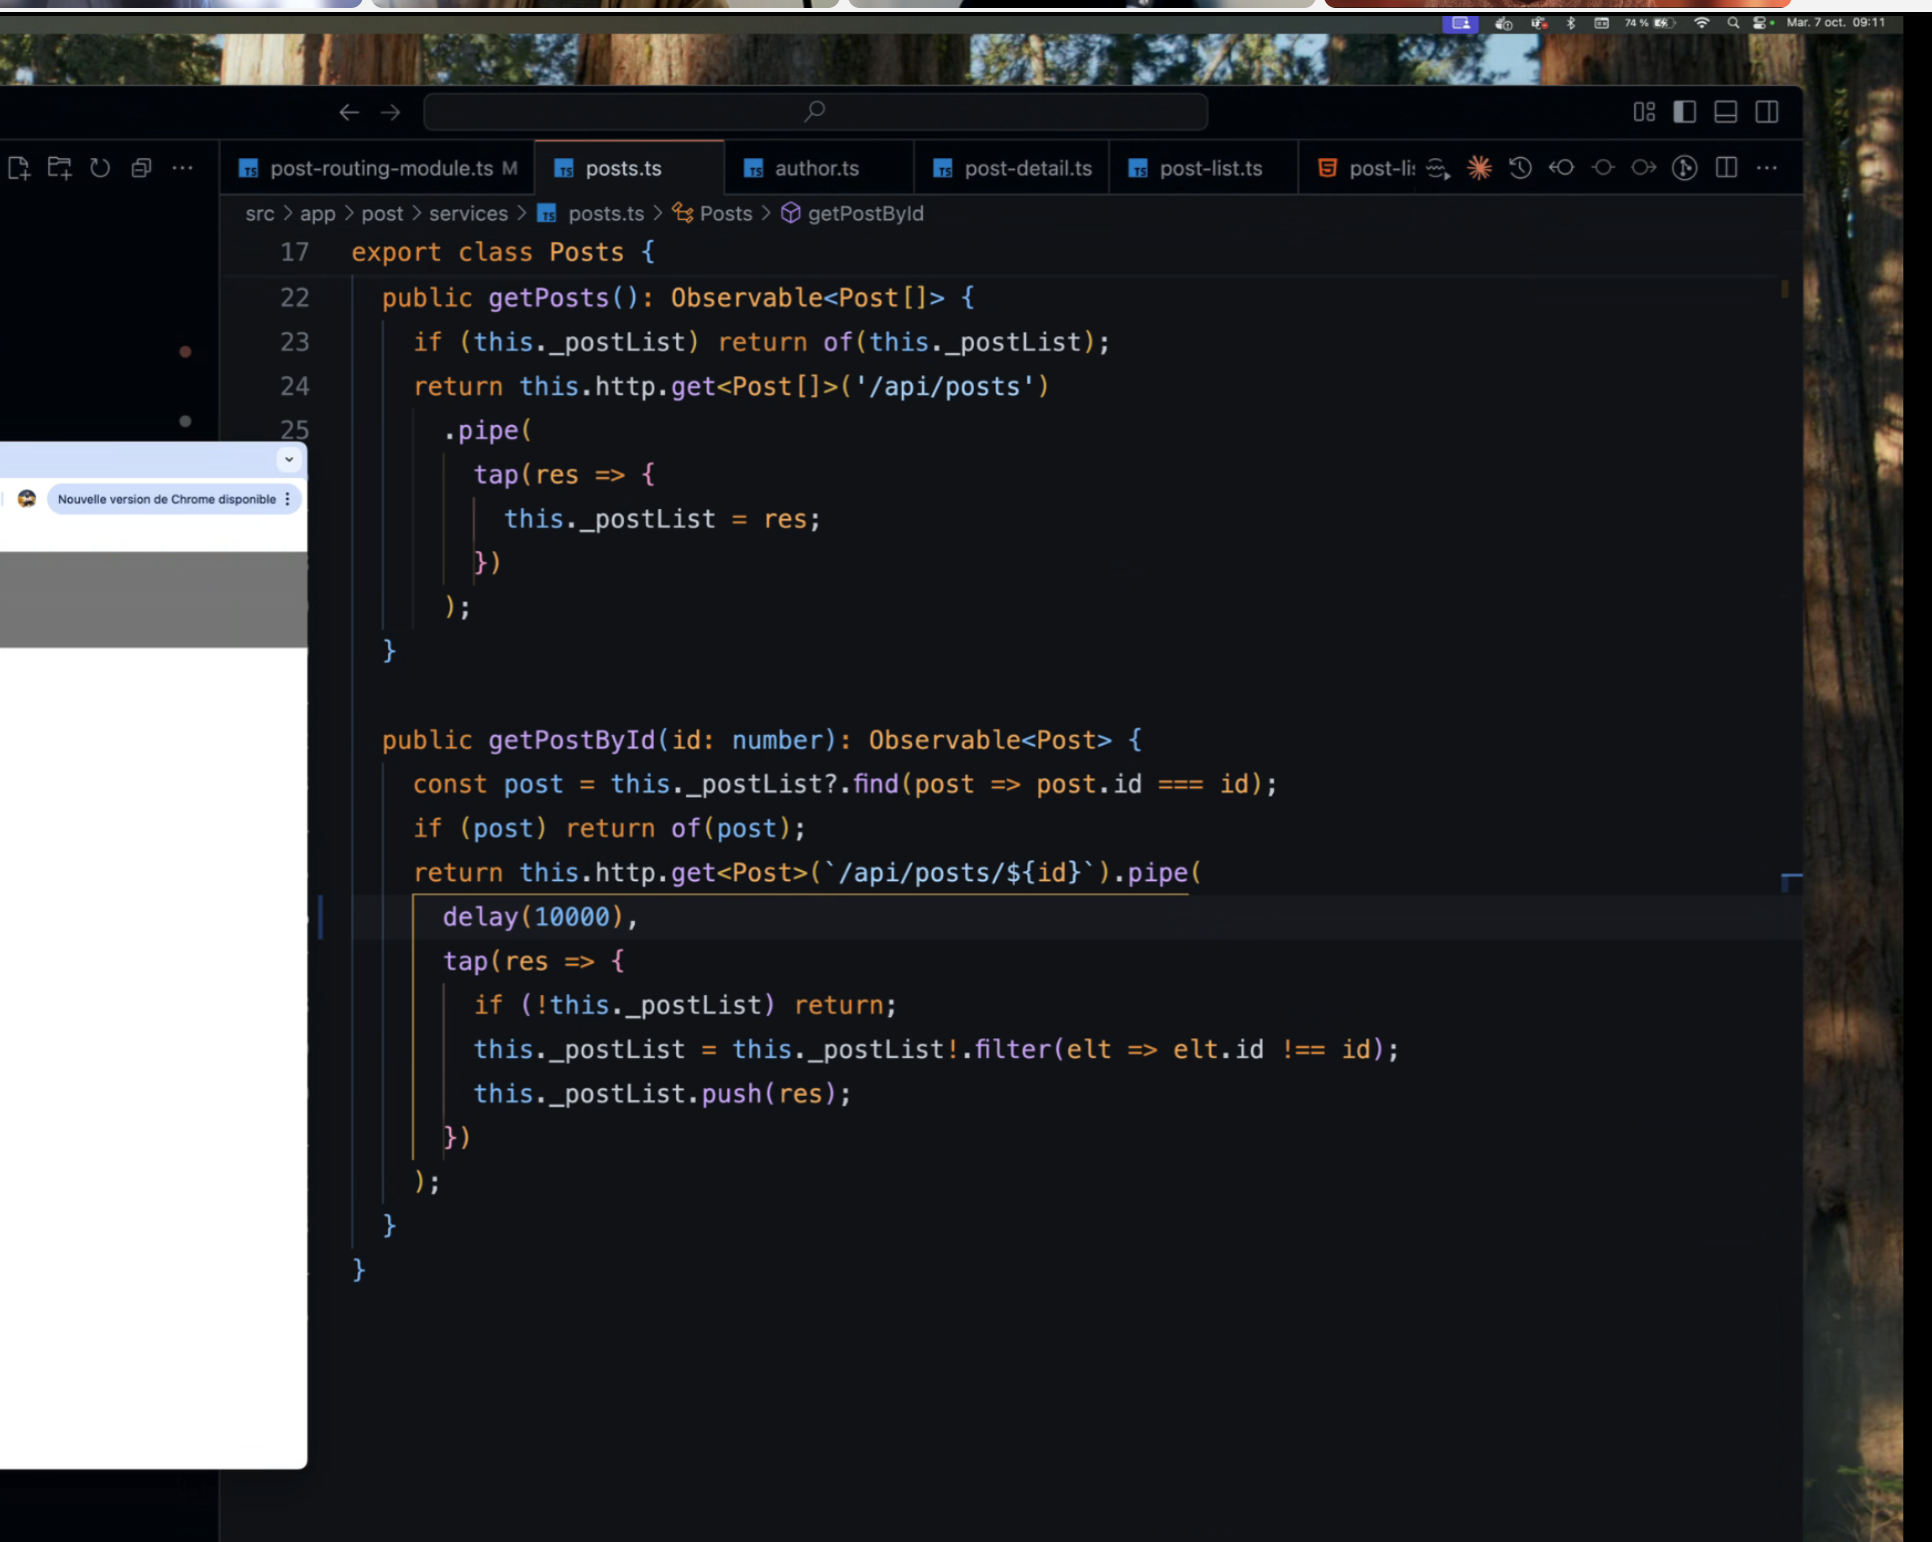 74 % Mar. 7 oct. 09:11
post-routing-module.ts M posts.ts author.ts post-detail.ts post-list.ts post-li
src > app > post > services > posts.ts > Posts > getPostById
17 export class Posts {
22 public getPosts(): Observable<Post[]> {
23 if (this._postList) return of(this._postList);
24 return this.http.get<Post[]>('/api/posts')
25 .pipe(
tap(res => {
this._postList = res;
})
);
}
public getPostById(id: number): Observable<Post> {
const post = this._postList?.find(post => post.id === id);
if (post) return of(post);
return this.http.get<Post>(`/api/posts/${id}`).pipe(
delay(10000),
tap(res => {
if (!this._postList) return;
this._postList = this._postList!.filter(elt => elt.id !== id);
this._postList.push(res);
})
);
}
}
Nouvelle version de Chrome disponible